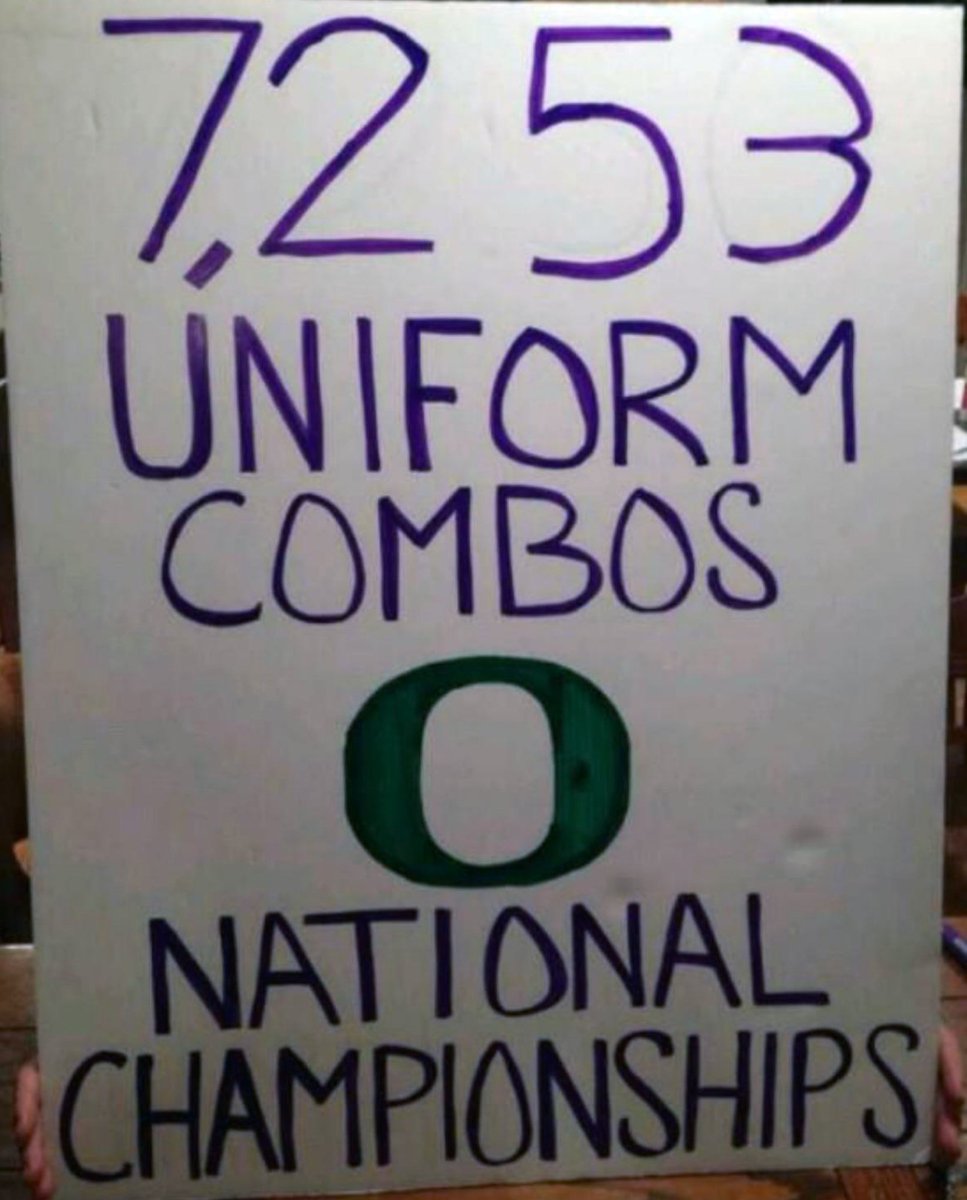 7,253
UNIFORM
COMBOS
O
NATIONAL
CHAMPIONSHIPS